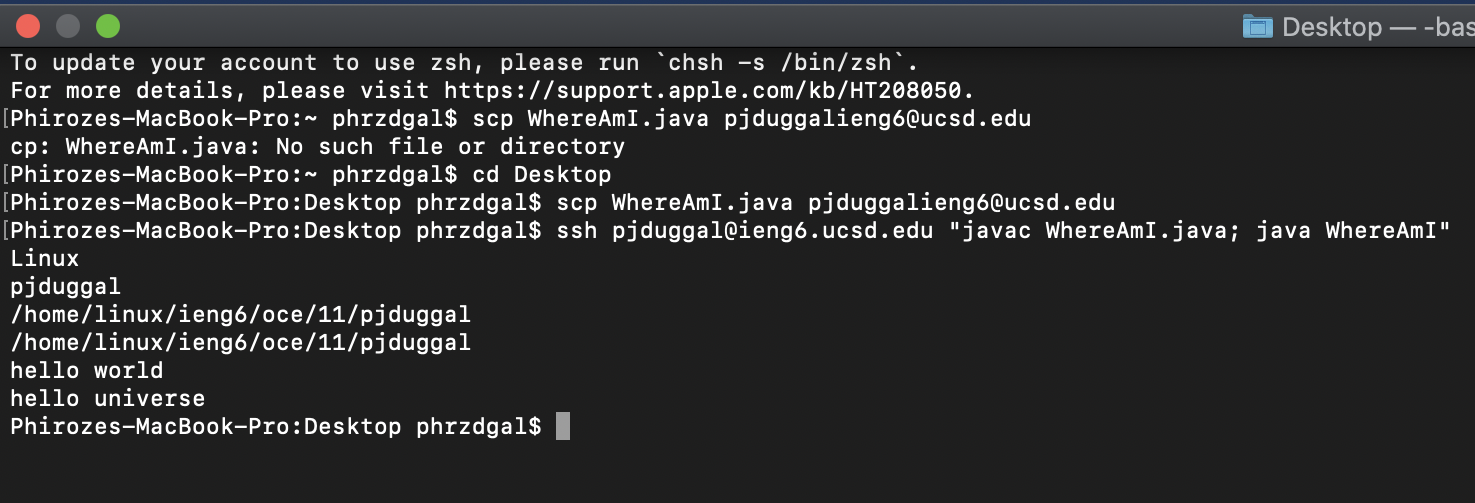 Desktop — -bas
To update your account to use zsh, please run `chsh -s /bin/zsh`.
For more details, please visit https://support.apple.com/kb/HT208050.
[Phirozes-MacBook-Pro:~ phrzdgal$ scp WhereAmI.java pjduggalieng6@ucsd.edu
cp: WhereAmI.java: No such file or directory
[Phirozes-MacBook-Pro:~ phrzdgal$ cd Desktop
[Phirozes-MacBook-Pro:Desktop phrzdgal$ scp WhereAmI.java pjduggalieng6@ucsd.edu
[Phirozes-MacBook-Pro:Desktop phrzdgal$ ssh pjduggal@ieng6.ucsd.edu "javac WhereAmI.java; java WhereAmI"
Linux
pjduggal
/home/linux/ieng6/oce/11/pjduggal
/home/linux/ieng6/oce/11/pjduggal
hello world
hello universe
Phirozes-MacBook-Pro:Desktop phrzdgal$